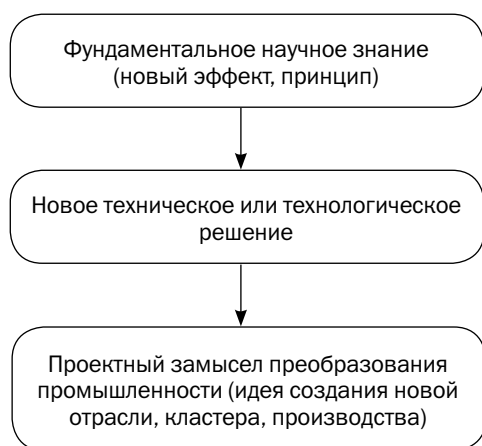 Фундаментальное научное знание
(новый эффект, принцип)
Новое техническое или технологическое
решение
Проектный замысел преобразования
промышленности (идея создания новой
отрасли, кластера, производства)